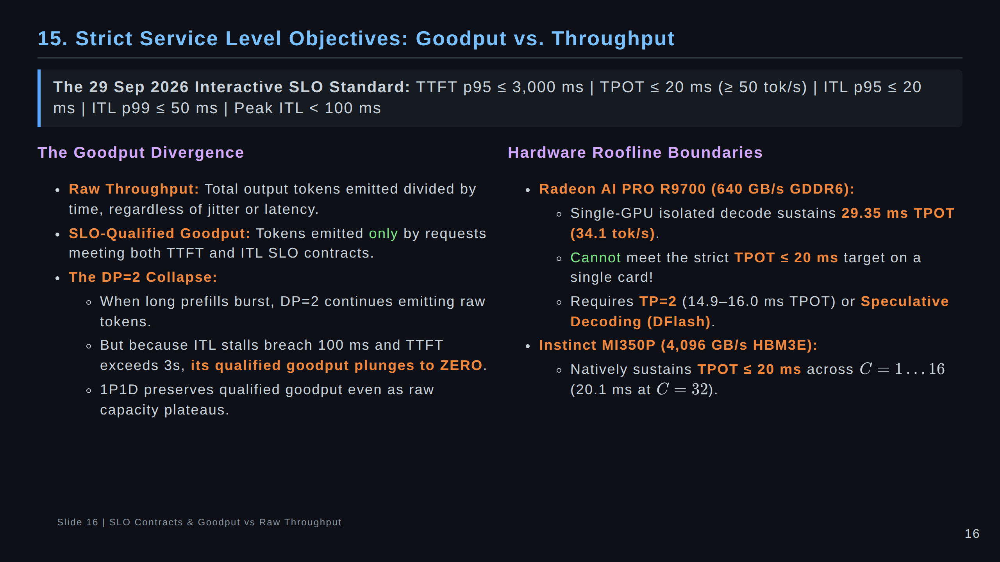 15. Strict Service Level Objectives: Goodput vs. Throughput
The 29 Sep 2026 Interactive SLO Standard: TTFT p95 ≤ 3,000 ms | TPOT ≤ 20 ms (≥ 50 tok/s) | ITL p95 ≤ 20
ms | ITL p99 ≤ 50 ms | Peak ITL < 100 ms
The Goodput Divergence
• Raw Throughput: Total output tokens emitted divided by
time, regardless of jitter or latency.
• SLO-Qualified Goodput: Tokens emitted only by requests
meeting both TTFT and ITL SLO contracts.
• The DP=2 Collapse:
◦ When long prefills burst, DP=2 continues emitting raw
tokens.
◦ But because ITL stalls breach 100 ms and TTFT
exceeds 3s, its qualified goodput plunges to ZERO.
◦ 1P1D preserves qualified goodput even as raw
capacity plateaus.
Hardware Roofline Boundaries
• Radeon AI PRO R9700 (640 GB/s GDDR6):
◦ Single-GPU isolated decode sustains 29.35 ms TPOT
(34.1 tok/s).
◦ Cannot meet the strict TPOT ≤ 20 ms target on a
single card!
◦ Requires TP=2 (14.9–16.0 ms TPOT) or Speculative
Decoding (DFlash).
• Instinct MI350P (4,096 GB/s HBM3E):
◦ Natively sustains TPOT ≤ 20 ms across C = 1 . . . 16
(20.1 ms at C = 32).
Slide 16 | SLO Contracts & Goodput vs Raw Throughput
16